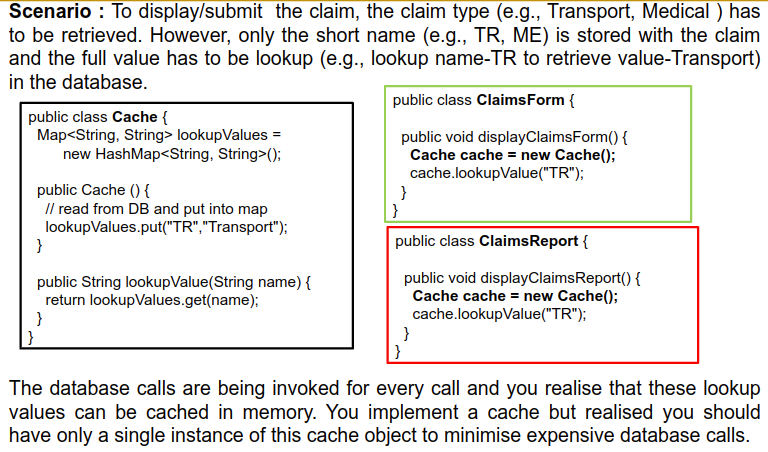 Scenario : To display/submit the claim, the claim type (e.g., Transport, Medical ) has
to be retrieved. However, only the short name (e.g., TR, ME) is stored with the claim
and the full value has to be lookup (e.g., lookup name-TR to retrieve value-Transport)
in the database.
public class Cache {
Map<String, String> lookupValues =
new HashMap<String, String>();
public Cache () {
// read from DB and put into map
lookupValues.put("TR","Transport");
}
public String lookupValue(String name) {
return lookupValues.get(name);
}
}
public class ClaimsForm {
public void displayClaimsForm() {
Cache cache = new Cache();
cache.lookupValue("TR");
}
}
public class ClaimsReport {
public void displayClaimsReport() {
Cache cache = new Cache();
cache.lookupValue("TR");
}
}
The database calls are being invoked for every call and you realise that these lookup
values can be cached in memory. You implement a cache but realised you should
have only a single instance of this cache object to minimise expensive database calls.